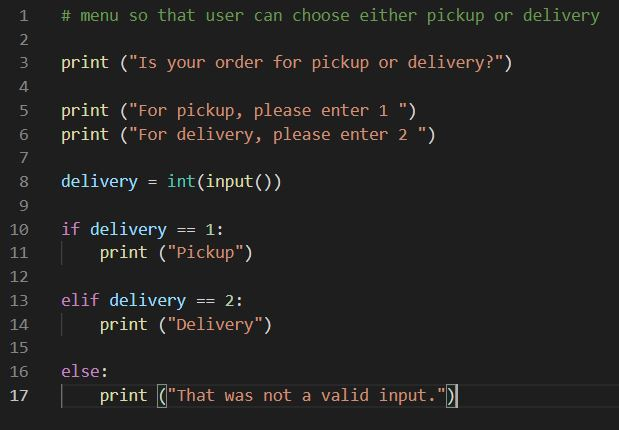 1 # menu so that user can choose either pickup or delivery
2
3 print ("Is your order for pickup or delivery?")
4
5 print ("For pickup, please enter 1 ")
6 print ("For delivery, please enter 2 ")
7
8 delivery = int(input())
9
10 if delivery == 1:
11     print ("Pickup")
12
13 elif delivery == 2:
14     print ("Delivery")
15
16 else:
17     print ("That was not a valid input.")